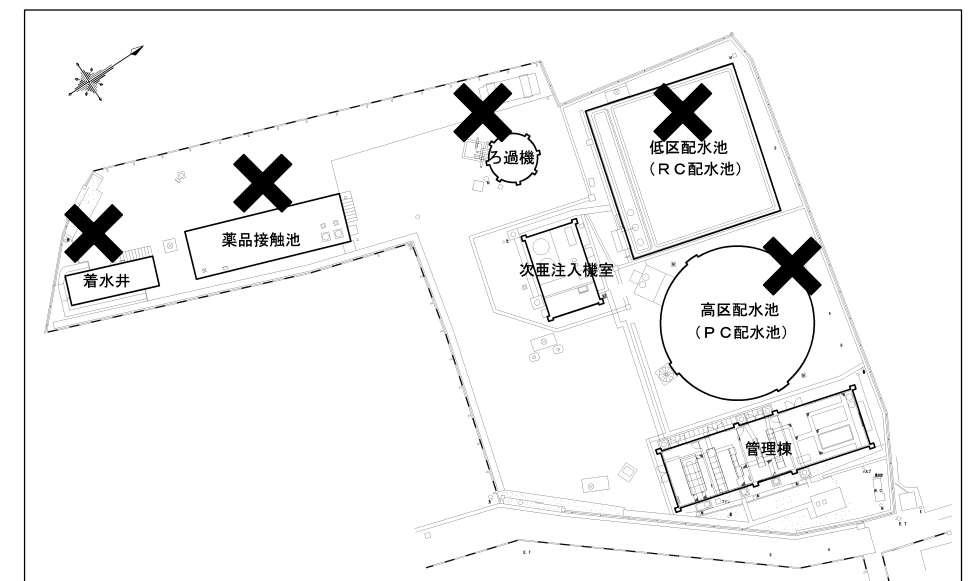 ろ過機
低区配水池
（ＲＣ配水池）
薬品接触池
着水井
次亜注入機室
高区配水池
（ＰＣ配水池）
管理棟